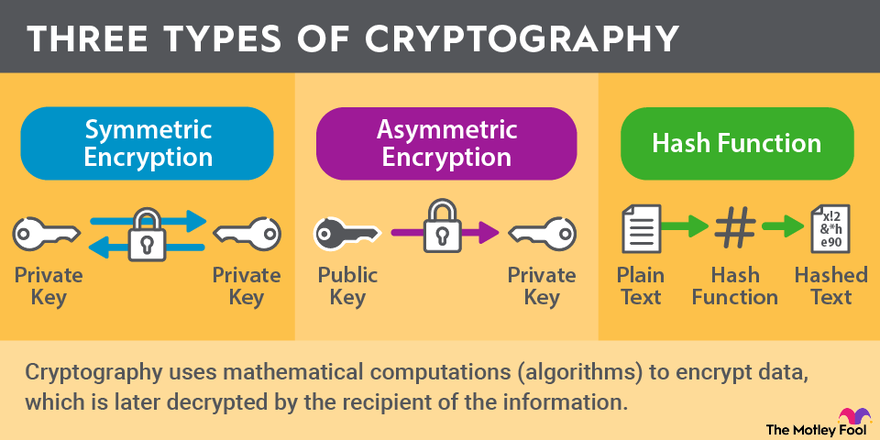 THREE TYPES OF CRYPTOGRAPHY
Symmetric
Encryption
Private
Key
Private
Key
Asymmetric
Encryption
Public
Key
Private
Key
Hash Function
#
x!2
&*h
e90
Plain
Text
Hash
Function
Hashed
Text
Cryptography uses mathematical computations (algorithms) to encrypt data,
which is later decrypted by the recipient of the information.
The Motley Fool